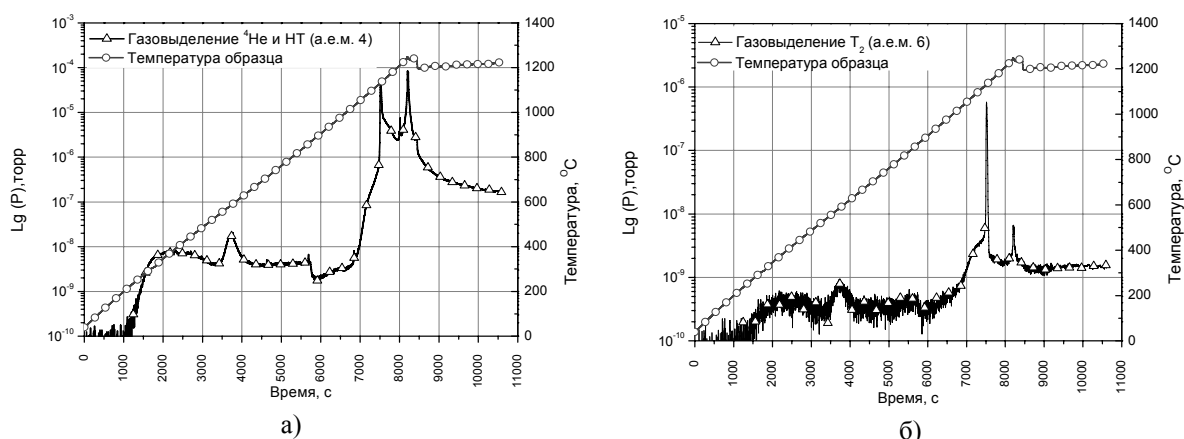 10⁻³
10⁻⁴
10⁻⁵
10⁻⁶
10⁻⁷
10⁻⁸
10⁻⁹
10⁻¹⁰
Lg (P),торр
Газовыделение ⁴He и HT (а.е.м. 4)
Температура образца
1400
1200
1000
800
600
400
200
0
Температура, °C
0 1000 2000 3000 4000 5000 6000 7000 8000 9000 10000 11000
Время, с
а)
10⁻⁵
10⁻⁶
10⁻⁷
10⁻⁸
10⁻⁹
10⁻¹⁰
Lg (P),торр
Газовыделение T₂ (а.е.м. 6)
Температура образца
1400
1200
1000
800
600
400
200
0
Температура, °C
0 1000 2000 3000 4000 5000 6000 7000 8000 9000 10000 11000
Время, с
б)